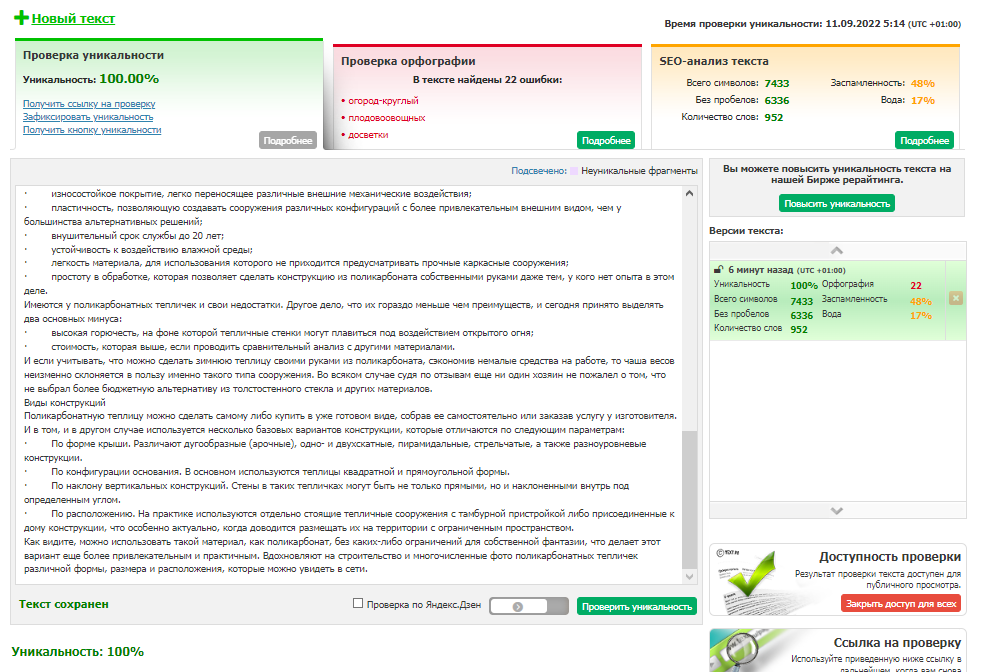 Новый текст
Время проверки уникальности: 11.09.2022 5:14 (UTC +01:00)
Проверка уникальности
Уникальность: 100.00%
Получить ссылку на проверку
Зафиксировать уникальность
Получить кнопку уникальности
Подробнее
Проверка орфографии
В тексте найдены 22 ошибки:
• огород-круглый
• плодовоовощных
• досветки
Подробнее
SEO-анализ текста
Всего символов: 7433 Заспамленность: 48%
Без пробелов: 6336 Вода: 17%
Количество слов: 952
Подробнее
Подсвечено: Неуникальные фрагменты
· износостойкое покрытие, легко переносящее различные внешние механические воздействия;
· пластичность, позволяющую создавать сооружения различных конфигураций с более привлекательным внешним видом, чем у
большинства альтернативных решений;
· внушительный срок службы до 20 лет;
· устойчивость к воздействию влажной среды;
· легкость материала, для использования которого не приходится предусматривать прочные каркасные сооружения;
· простоту в обработке, которая позволяет сделать конструкцию из поликарбоната собственными руками даже тем, у кого нет опыта в этом
деле.
Имеются у поликарбонатных тепличек и свои недостатки. Другое дело, что их гораздо меньше чем преимуществ, и сегодня принято выделять
два основных минуса:
· высокая горючесть, на фоне которой тепличные стенки могут плавиться под воздействием открытого огня;
· стоимость, которая выше, если проводить сравнительный анализ с другими материалами.
И если учитывать, что можно сделать зимнюю теплицу своими руками из поликарбоната, сэкономив немалые средства на работе, то чаша весов
неизменно склоняется в пользу именно такого типа сооружения. Во всяком случае судя по отзывам еще ни один хозяин не пожалел о том, что
не выбрал более бюджетную альтернативу из толстостенного стекла и других материалов.
Виды конструкций
Поликарбонатную теплицу можно сделать самому либо купить в уже готовом виде, собрав ее самостоятельно или заказав услугу у изготовителя.
И в том, и в другом случае используется несколько базовых вариантов конструкции, которые отличаются по следующим параметрам:
· По форме крыши. Различают дугообразные (арочные), одно- и двухскатные, пирамидальные, стрельчатые, а также разноуровневые
конструкции.
· По конфигурации основания. В основном используются теплицы квадратной и прямоугольной формы.
· По наклону вертикальных конструкций. Стены в таких тепличках могут быть не только прямыми, но и наклоненными внутрь под
определенным углом.
· По расположению. На практике используются отдельно стоящие тепличные сооружения с тамбурной пристройкой либо присоединенные к
дому конструкции, что особенно актуально, когда доводится размещать их на территории с ограниченным пространством.
Как видите, можно использовать такой материал, как поликарбонат, без каких-либо ограничений для собственной фантазии, что делает этот
вариант еще более привлекательным и практичным. Вдохновляют на строительство и многочисленные фото поликарбонатных тепличек
различной формы, размера и расположения, которые можно увидеть в сети.
Текст сохранен
Проверка по Яндекс.Дзен
Проверить уникальность
Уникальность: 100%
Вы можете повысить уникальность текста на
нашей Бирже рерайтинга.
Повысить уникальность
Версии текста:
6 минут назад (UTC +01:00)
Уникальность 100% Орфография 22
Всего символов 7433 Заспамленность 48%
Без пробелов 6336 Вода 17%
Количество слов 952
Доступность проверки
Результат проверки текста доступен для
публичного просмотра.
Закрыть доступ для всех
Ссылка на проверку
Используйте приведенную ниже ссылку в
дальнейшем, когда вам снова